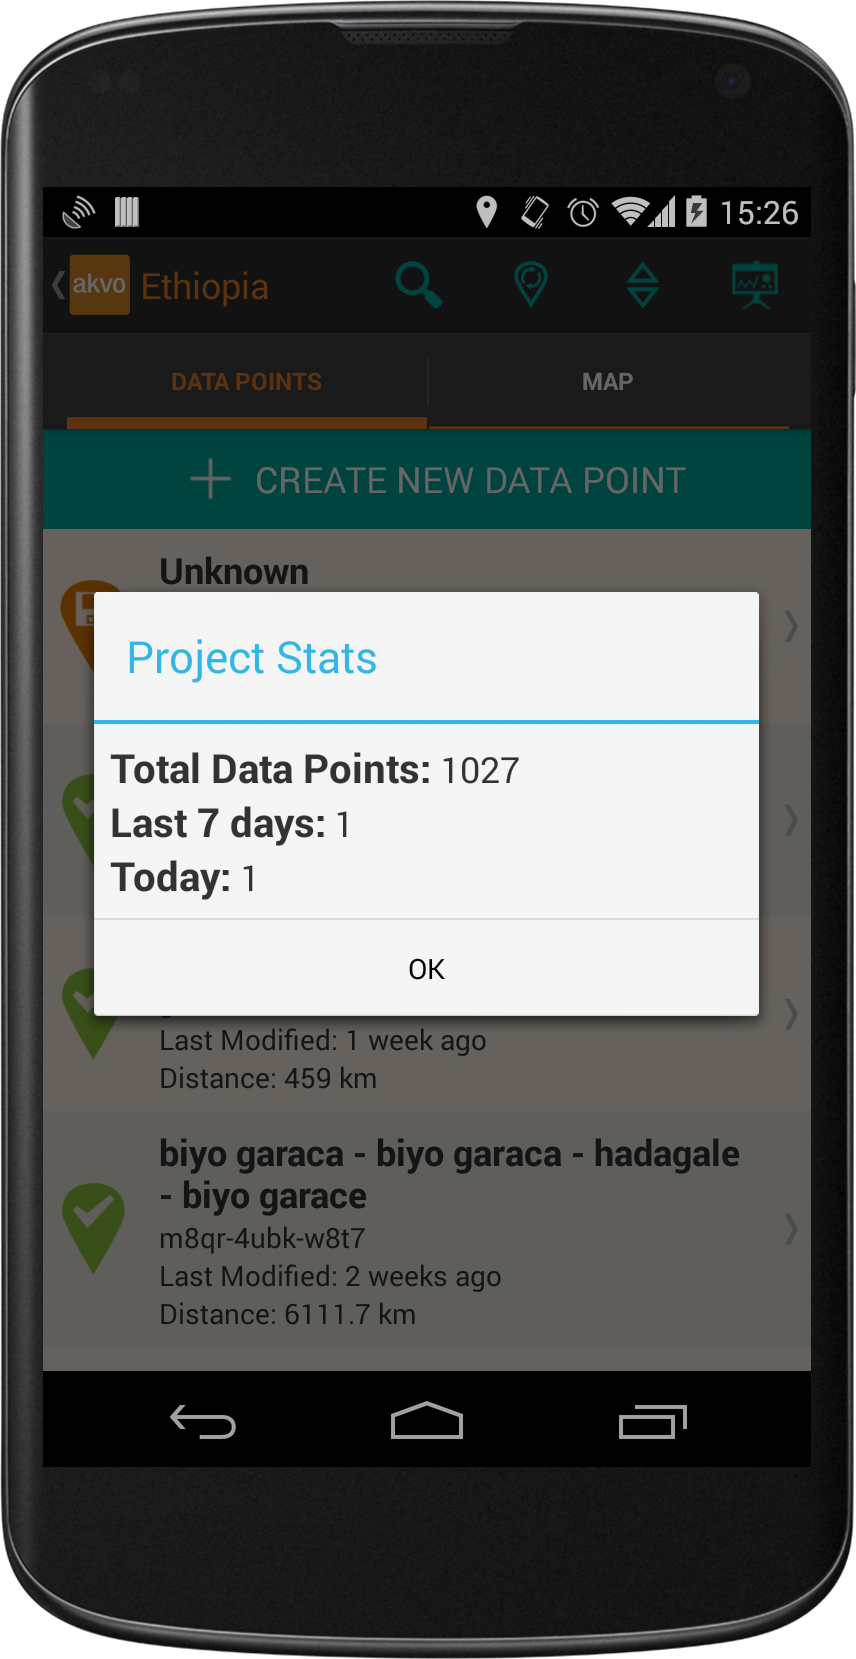 15:26
akvo Ethiopia
DATA POINTS MAP
CREATE NEW DATA POINT
Unknown
Project Stats
Total Data Points: 1027
Last 7 days: 1
Today: 1
OK
Last Modified: 1 week ago
Distance: 459 km
biyo garaca - biyo garaca - hadagale
- biyo garace
m8qr-4ubk-w8t7
Last Modified: 2 weeks ago
Distance: 6111.7 km